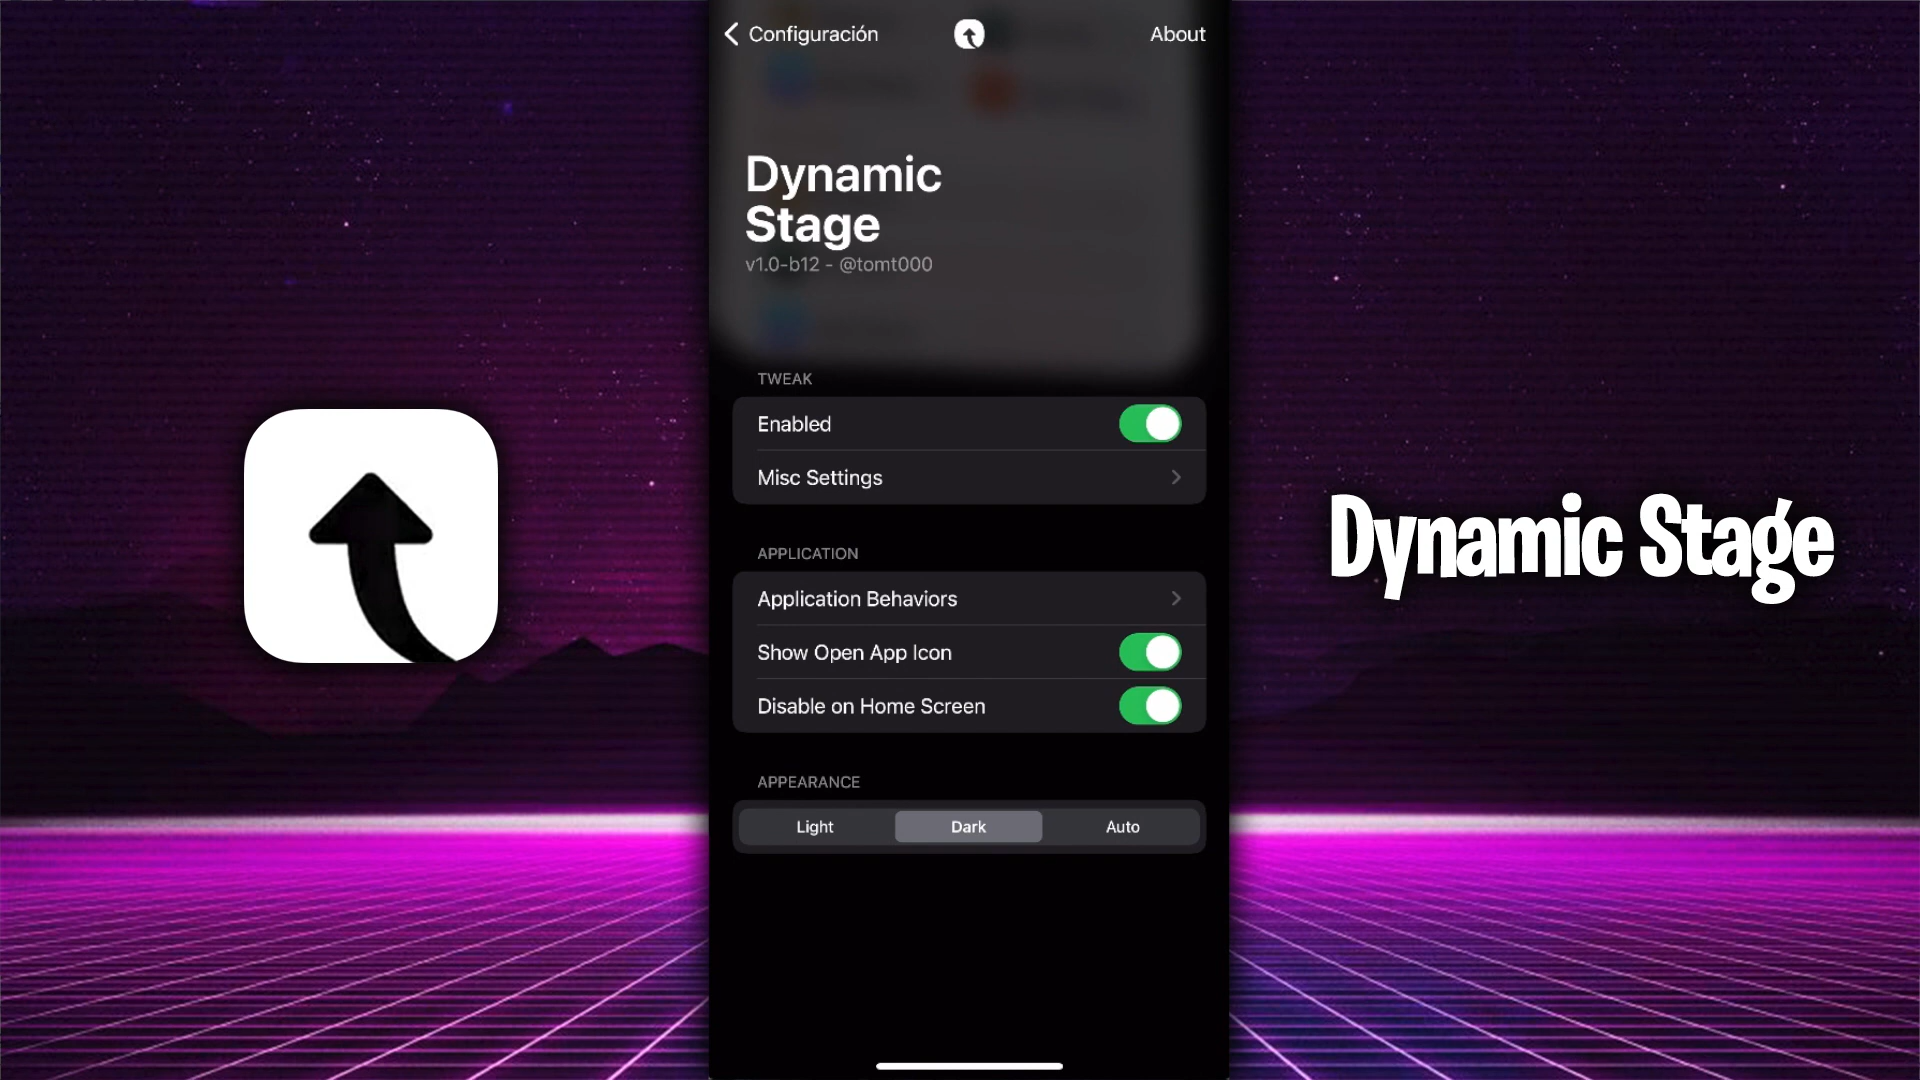 Configuración
About
Dynamic
Stage
v1.0-b12 - @tomt000
TWEAK
Enabled
Misc Settings
APPLICATION
Application Behaviors
Show Open App Icon
Disable on Home Screen
APPEARANCE
Light
Dark
Auto
Dynamic Stage